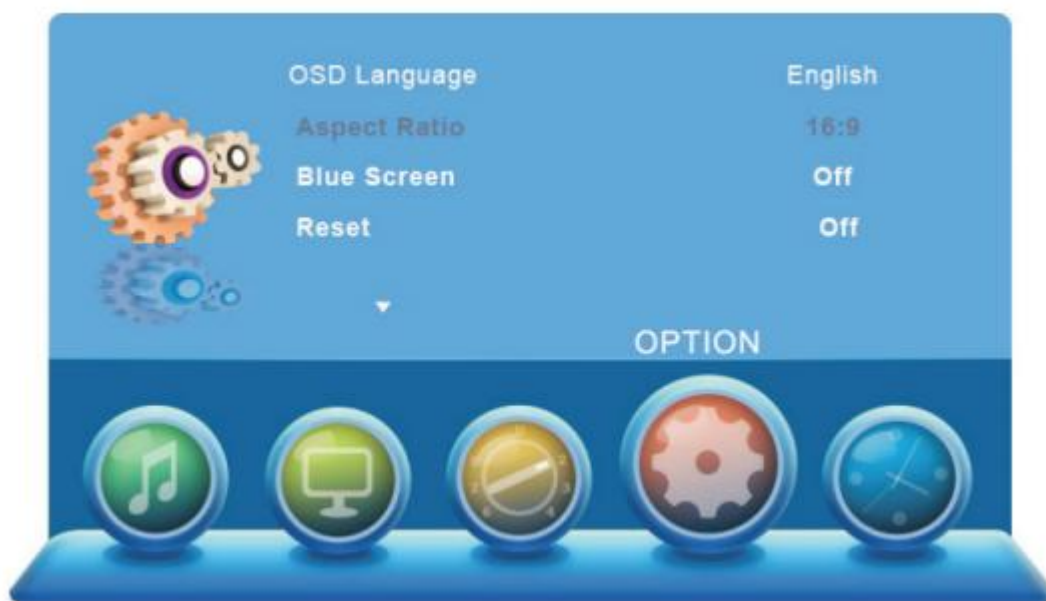 OSD Language English
Aspect Ratio 16:9
Blue Screen Off
Reset Off
OPTION